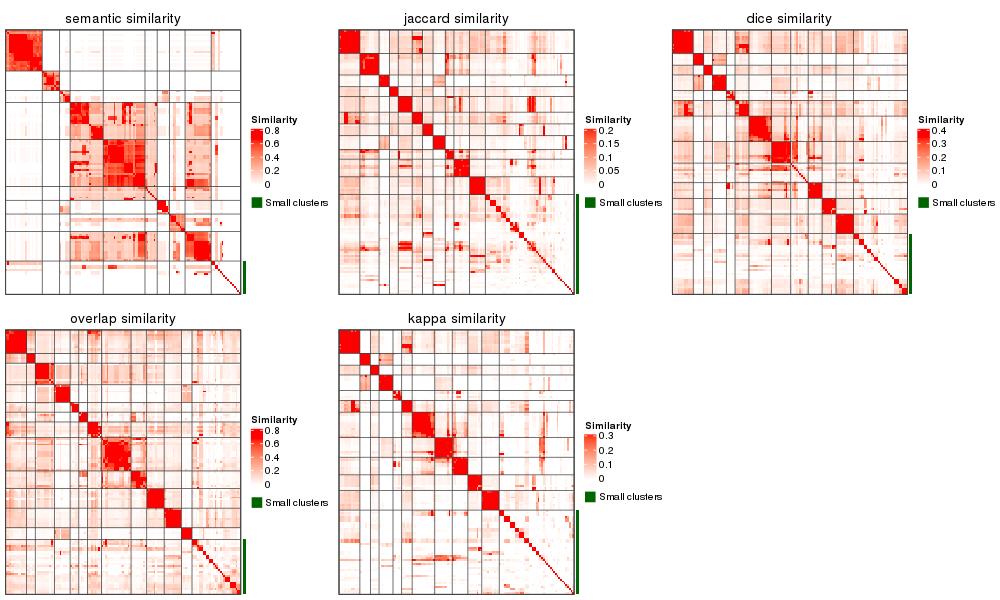 semantic similarity
Similarity
0.8
0.6
0.4
0.2
0
Small clusters
jaccard similarity
Similarity
0.2
0.15
0.1
0.05
0
Small clusters
dice similarity
Similarity
0.4
0.3
0.2
0.1
0
Small clusters
overlap similarity
Similarity
0.8
0.6
0.4
0.2
0
Small clusters
kappa similarity
Similarity
0.3
0.2
0.1
0
Small clusters